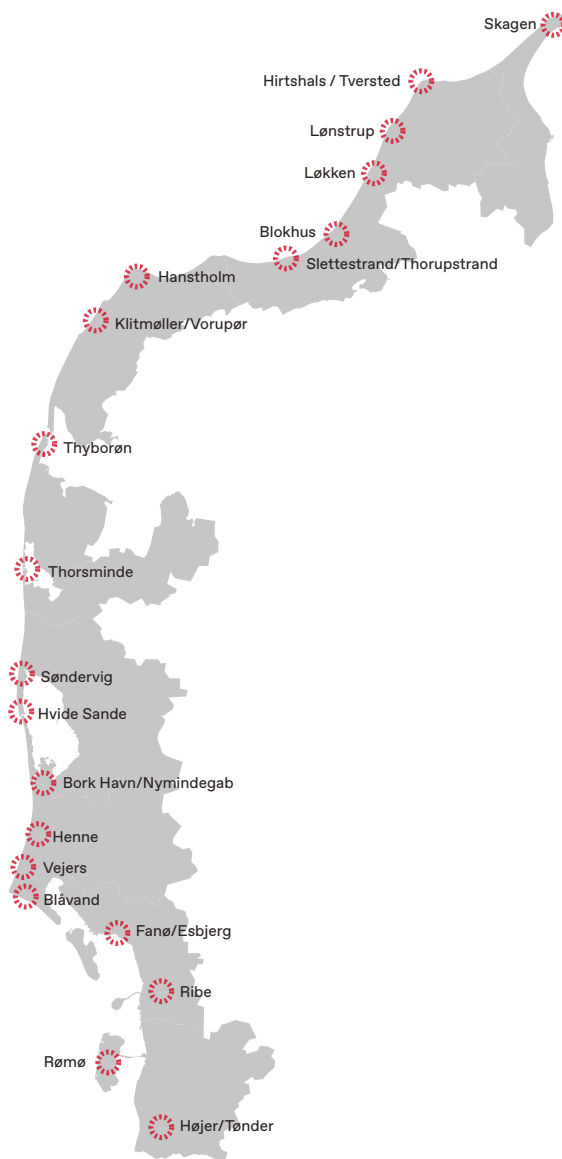 Skagen
Hirtshals / Tversted
Lønstrup
Løkken
Blokhus
Slettestrand/Thorupstrand
Hanstholm
Klitmøller/Vorupør
Thyborøn
Thorsminde
Søndervig
Hvide Sande
Bork Havn/Nymindegab
Henne
Vejers
Blåvand
Fanø/Esbjerg
Ribe
Rømø
Højer/Tønder